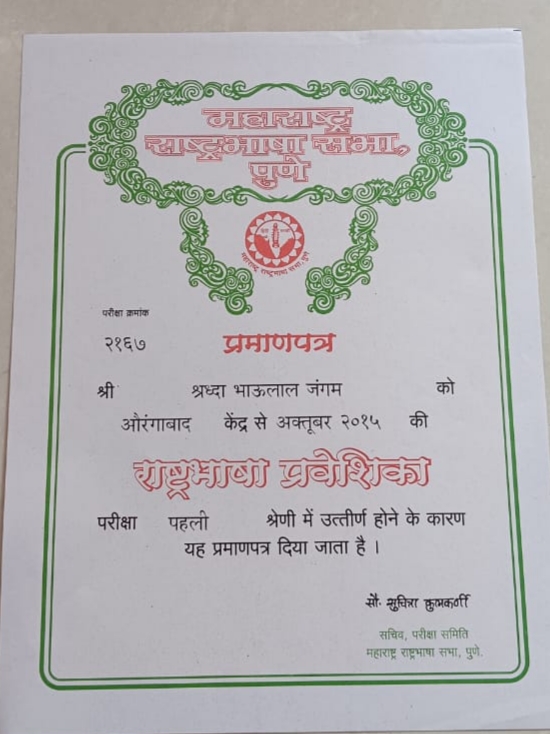 महाराष्ट्र
राष्ट्रभाषा सभा,
पुणे
महाराष्ट्र राष्ट्रभाषा सभा, पुणे
परीक्षा क्रमांक
२१६७
प्रमाणपत्र
श्री श्रध्दा भाऊलाल जंगम को
औरंगाबाद केंद्र से अक्तूबर २०१५ की
राष्ट्रभाषा प्रवेशिका
परीक्षा पहली श्रेणी में उत्तीर्ण होने के कारण
यह प्रमाणपत्र दिया जाता है ।
सौ. सुचित्रा
सचिव, परीक्षा समिति
महाराष्ट्र राष्ट्रभाषा सभा, पुणे.